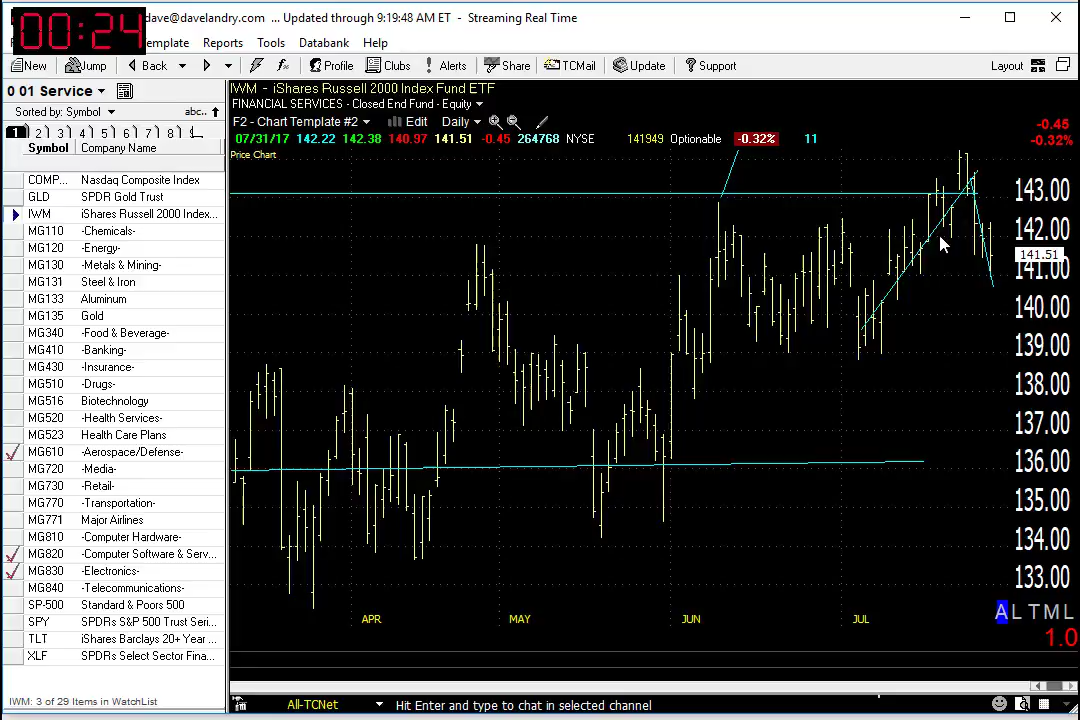 00:24
dave@davelandry.com ... Updated through 9:19:48 AM ET - Streaming Real Time
emplate Reports Tools Databank Help
New Jump Back Profile Clubs Alerts Share TCMail Update Support Layout
0 01 Service
Sorted by: Symbol abc..
1 2 3 4 5 6 7 8
Symbol Company Name
COMP... Nasdaq Composite Index
GLD SPDR Gold Trust
IWM iShares Russell 2000 Index...
MG110 -Chemicals-
MG120 -Energy-
MG130 -Metals & Mining-
MG131 Steel & Iron
MG133 Aluminum
MG135 Gold
MG340 -Food & Beverage-
MG410 -Banking-
MG430 -Insurance-
MG510 -Drugs-
MG516 Biotechnology
MG520 -Health Services-
MG523 Health Care Plans
MG610 -Aerospace/Defense-
MG720 -Media-
MG730 -Retail-
MG770 -Transportation-
MG771 Major Airlines
MG810 -Computer Hardware-
MG820 -Computer Software & Serv...
MG830 -Electronics-
MG840 -Telecommunications-
SP-500 Standard & Poors 500
SPY SPDRs S&P 500 Trust Seri...
TLT iShares Barclays 20+ Year ...
XLF SPDRs Select Sector Fina...
IWM: 3 of 29 Items in WatchList
IWM - iShares Russell 2000 Index Fund ETF
FINANCIAL SERVICES - Closed End Fund - Equity
F2 - Chart Template #2 Edit Daily
07/31/17 142.22 142.38 140.97 141.51 -0.45 264768 NYSE 141949 Optionable -0.32% 11
-0.45
-0.32%
Price Chart
143.00
142.00
141.51
141.00
140.00
139.00
138.00
137.00
136.00
135.00
134.00
133.00
APR MAY JUN JUL
A L T M L
1.0
All-TCNet Hit Enter and type to chat in selected channel